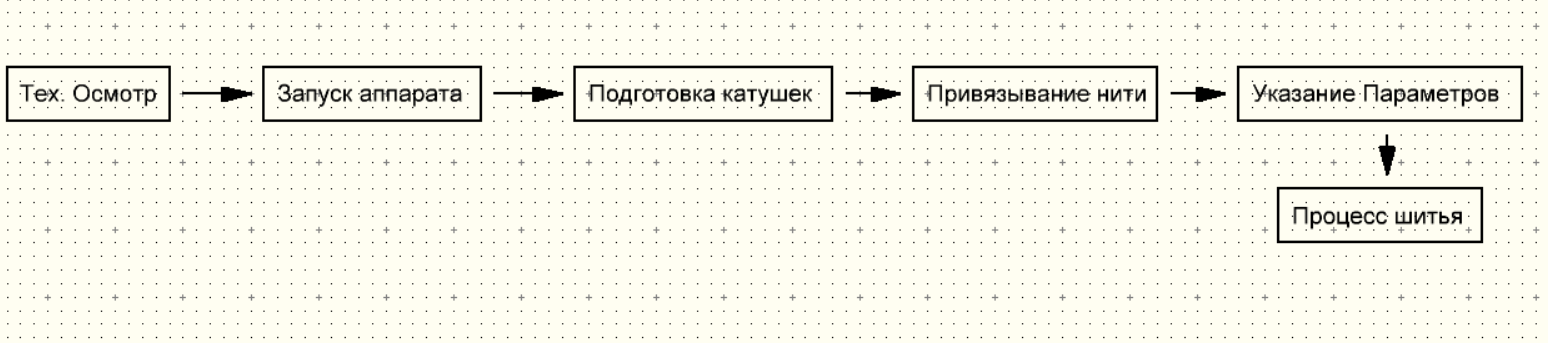 Тех. Осмотр
Запуск аппарата
Подготовка катушек
Привязывание нити
Указание Параметров
Процесс шитья